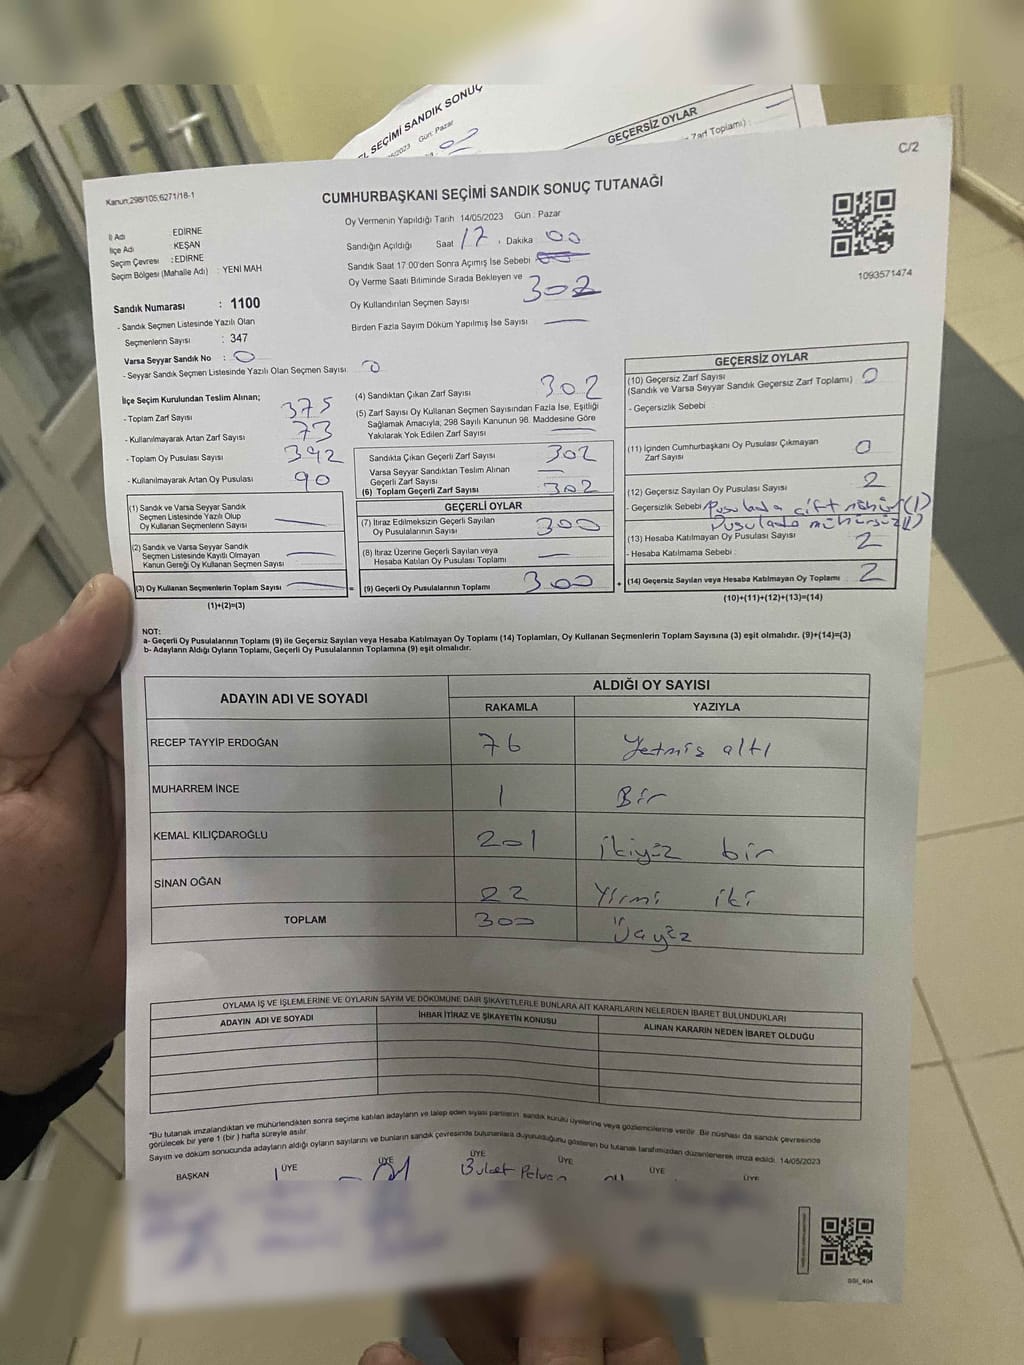 EL SEÇİMİ SANDIK SONUÇ
Gün: Pazar
GEÇERSİZ OYLAR
Zarf Toplamı) :
C/2
Kanun:298/105;6271/18-1
CUMHURBAŞKANI SEÇİMİ SANDIK SONUÇ TUTANAĞI
Oy Vermenin Yapıldığı Tarih 14/05/2023 Gün : Pazar
İl Adı : EDİRNE
İlçe Adı : KEŞAN
Seçim Çevresi : EDİRNE
Seçim Bölgesi (Mahalle Adı) : YENİ MAH
Sandığın Açıldığı Saat 17 , Dakika 00
Sandık Saat 17:00'den Sonra Açımış İse Sebebi
Oy Verme Saati Bitiminde Sırada Bekleyen ve
Oy Kullandırılan Seçmen Sayısı 302
Birden Fazla Sayım Döküm Yapılmış İse Sayısı —
1093571474
Sandık Numarası : 1100
- Sandık Seçmen Listesinde Yazılı Olan
Seçmenlerin Sayısı : 347
Varsa Seyyar Sandık No : 0
- Seyyar Sandık Seçmen Listesinde Yazılı Olan Seçmen Sayısı 0
İlçe Seçim Kurulundan Teslim Alınan;
- Toplam Zarf Sayısı 375
- Kullanılmayarak Artan Zarf Sayısı 73
- Toplam Oy Pusulası Sayısı 392
- Kullanılmayarak Artan Oy Pusulası 90
(1) Sandık ve Varsa Seyyar Sandık
Seçmen Listesinde Yazılı Olup
Oy Kullanan Seçmenlerin Sayısı —
(2) Sandık ve Varsa Seyyar Sandık
Seçmen Listesinde Kayıtlı Olmayan
Kanun Gereği Oy Kullanan Seçmen Sayısı —
(3) Oy Kullanan Seçmenlerin Toplam Sayısı —
(1)+(2)=(3)
(4) Sandıktan Çıkan Zarf Sayısı 302
(5) Zarf Sayısı Oy Kullanan Seçmen Sayısından Fazla İse, Eşitliği
Sağlamak Amacıyla, 298 Sayılı Kanunun 98. Maddesine Göre
Yakılarak Yok Edilen Zarf Sayısı —
Sandıkta Çıkan Geçerli Zarf Sayısı 302
Varsa Seyyar Sandıktan Teslim Alınan
Geçerli Zarf Sayısı —
(6) Toplam Geçerli Zarf Sayısı 302
GEÇERLİ OYLAR
(7) İtiraz Edilmeksizin Geçerli Sayılan
Oy Pusulalarının Sayısı 300
(8) İtiraz Üzerine Geçerli Sayılan veya
Hesaba Katılan Oy Pusulası Toplamı —
= (9) Geçerli Oy Pusulalarının Toplamı 300 +
GEÇERSİZ OYLAR
(10) Geçersiz Zarf Sayısı
(Sandık ve Varsa Seyyar Sandık Geçersiz Zarf Toplamı) 0
- Geçersizlik Sebebi
(11) İçinden Cumhurbaşkanı Oy Pusulası Çıkmayan
Zarf Sayısı 0
(12) Geçersiz Sayılan Oy Pusulası Sayısı 2
- Geçersizlik Sebebi Pusulada çift mühür (1)
Pusulada mühürsüz (1)
(13) Hesaba Katılmayan Oy Pusulası Sayısı 2
- Hesaba Katılmama Sebebi :
(14) Geçersiz Sayılan veya Hesaba Katılmayan Oy Toplamı 2
(10)+(11)+(12)+(13)=(14)
NOT:
a- Geçerli Oy Pusulalarının Toplamı (9) ile Geçersiz Sayılan veya Hesaba Katılmayan Oy Toplamı (14) Toplamları, Oy Kullanan Seçmenlerin Toplam Sayısına (3) eşit olmalıdır. (9)+(14)=(3)
b- Adayların Aldığı Oyların Toplamı, Geçerli Oy Pusulalarının Toplamına (9) eşit olmalıdır.
ADAYIN ADI VE SOYADI ALDIĞI OY SAYISI
RAKAMLA YAZIYLA
RECEP TAYYİP ERDOĞAN 76 Yetmiş altı
MUHARREM İNCE 1 Bir
KEMAL KILIÇDAROĞLU 201 ikiyüz bir
SİNAN OĞAN 22 Yirmi iki
TOPLAM 300 Üçyüz
OYLAMA İŞ VE İŞLEMLERİNE VE OYLARIN SAYIM VE DÖKÜMÜNE DAİR ŞİKAYETLERLE BUNLARA AİT KARARLARIN NELERDEN İBARET BULUNDUKLARI
ADAYIN ADI VE SOYADI İHBAR İTİRAZ VE ŞİKAYETİN KONUSU ALINAN KARARIN NEDEN İBARET OLDUĞU
"Bu tutanak imzalandıktan ve mühürlendikten sonra seçime katılan adayların ve talep eden siyasi partilerin sandık kurulu üyelerine veya gözlemcilerine verilir. Bir nüshası da sandık çevresinde
görülecek bir yere 1 (bir) hafta süreyle asılır.
Sayım ve döküm sonucunda adayların aldığı oyların sayılarını ve bunların sandık çevresinde bulunanlara duyurulduğunu gösteren bu tutanak tarafımızdan düzenlenerek imza edildi. 14/05/2023
BAŞKAN ÜYE ÜYE ÜYE ÜYE ÜYE ÜYE
Bulet Pelvan